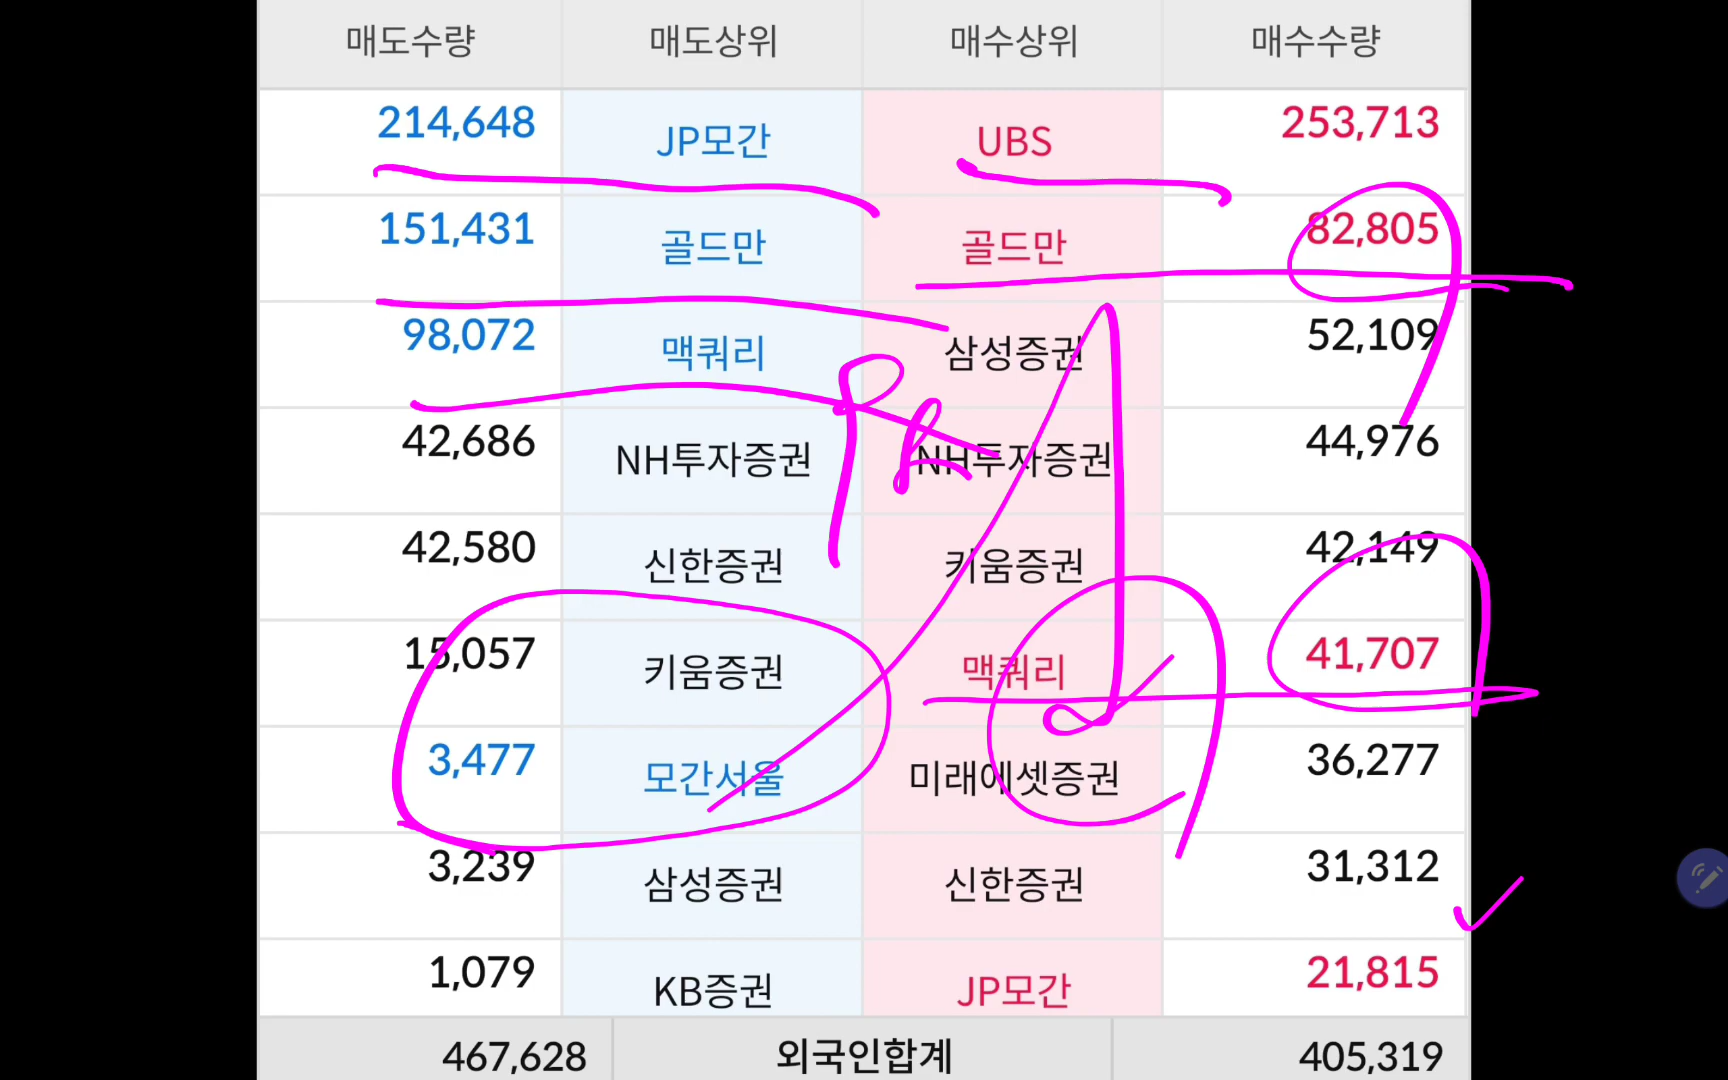 매도수량 매도상위 매수상위 매수수량
214,648 JP모간 UBS 253,713
151,431 골드만 골드만 82,805
98,072 맥쿼리 삼성증권 52,109
42,686 NH투자증권 NH투자증권 44,976
42,580 신한증권 키움증권 42,149
15,057 키움증권 맥쿼리 41,707
3,477 모간서울 미래에셋증권 36,277
3,239 삼성증권 신한증권 31,312
1,079 KB증권 JP모간 21,815
467,628 외국인합계 405,319